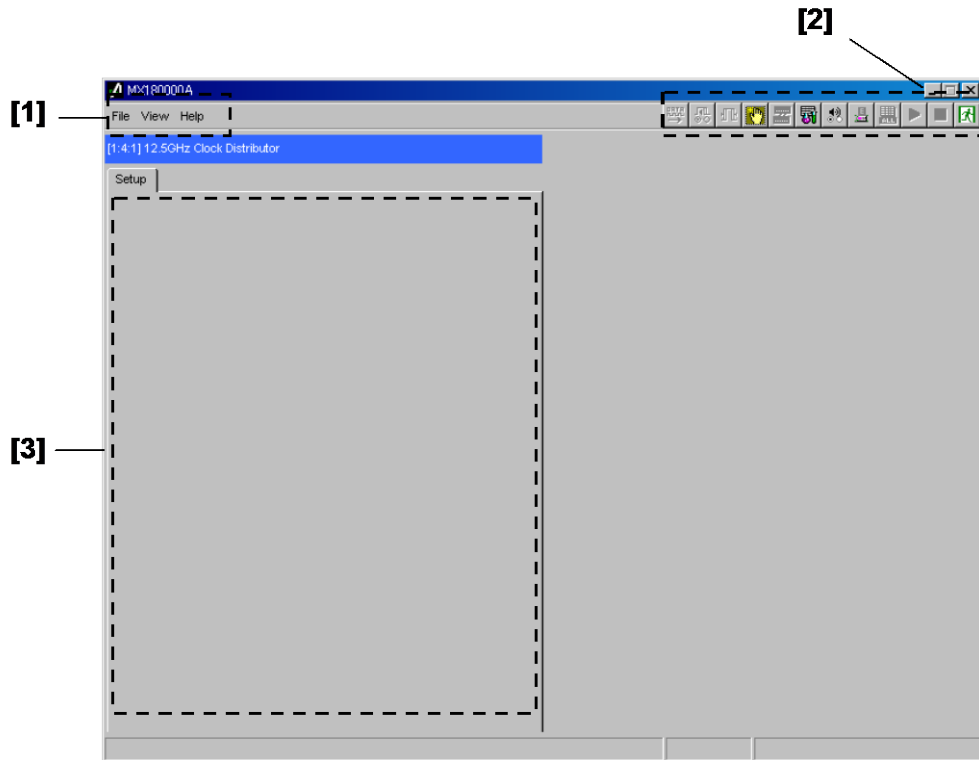 [2]
MX180000A
[1]
File View Help
[1:4:1] 12.5GHz Clock Distributor
Setup
[3]